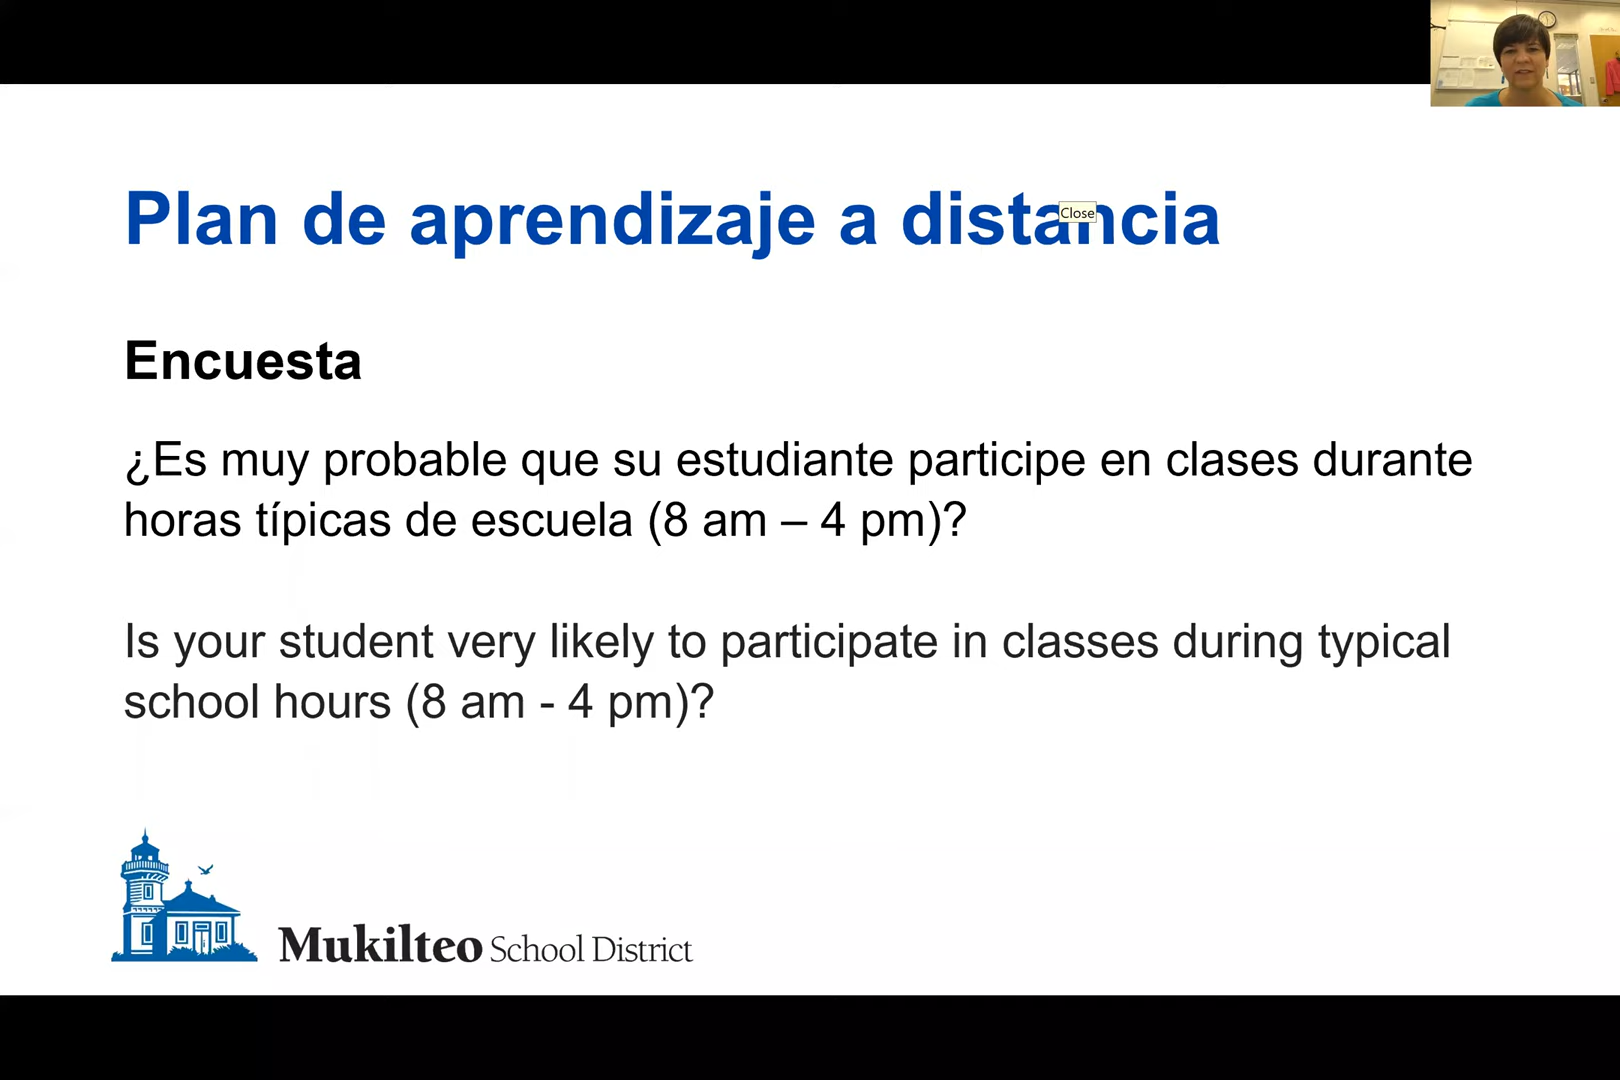 Plan de aprendizaje a distancia
Close
Encuesta
¿Es muy probable que su estudiante participe en clases durante
horas típicas de escuela (8 am – 4 pm)?
Is your student very likely to participate in classes during typical
school hours (8 am - 4 pm)?
Mukilteo School District